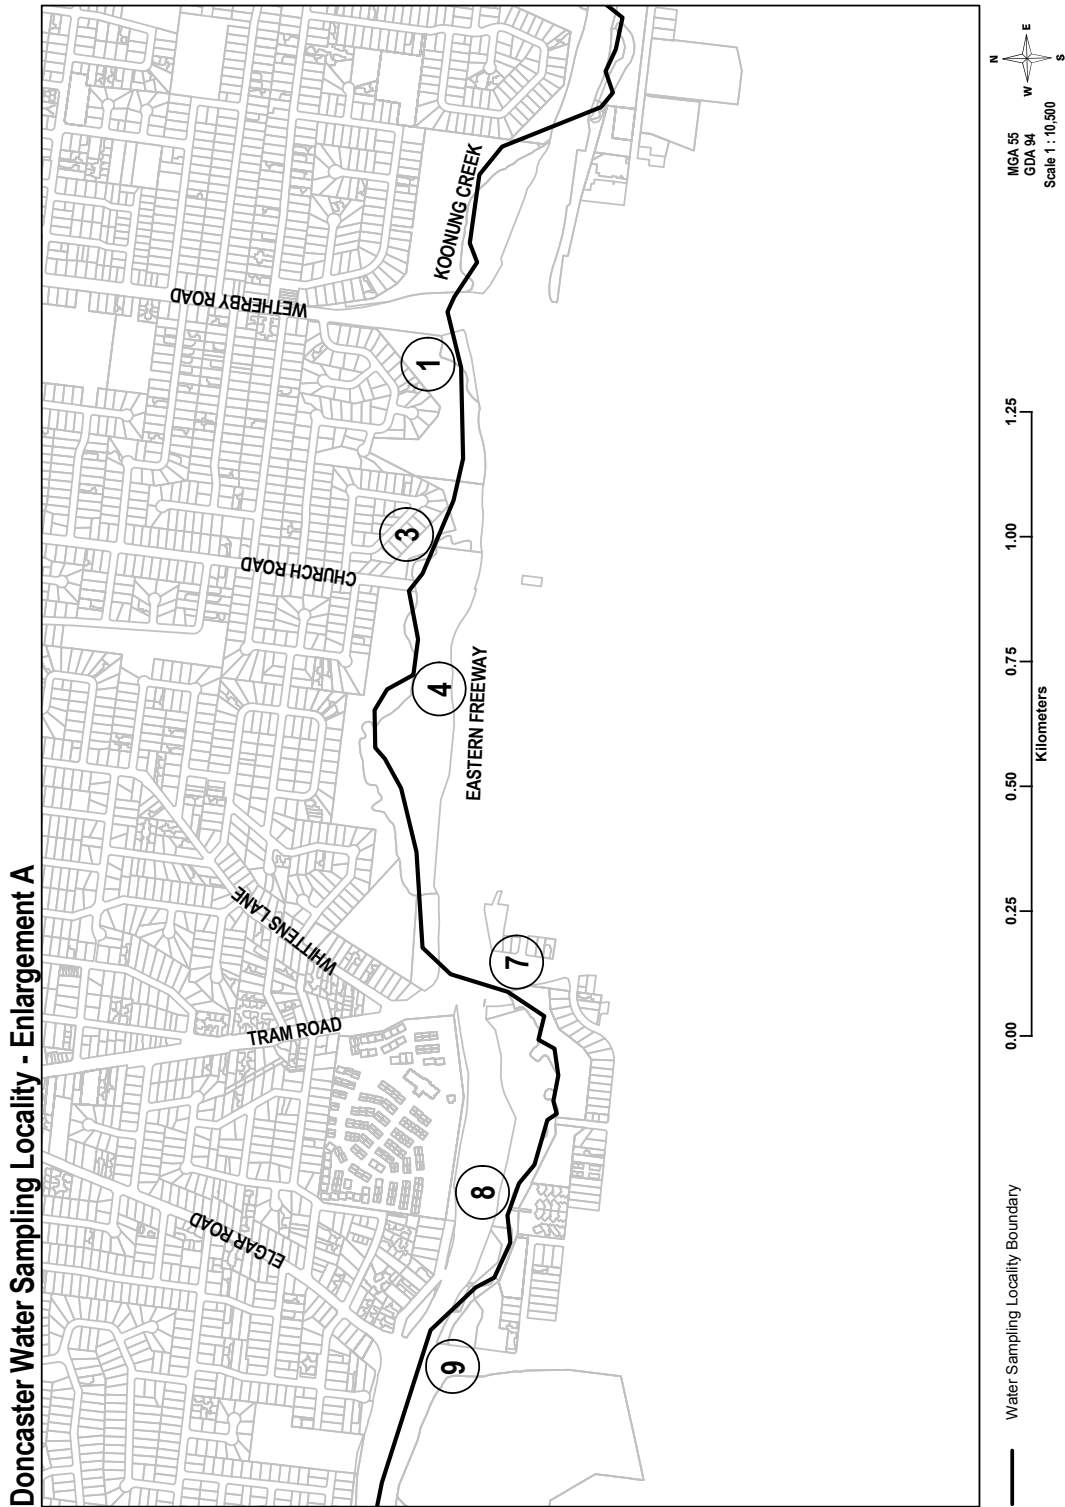 Doncaster Water Sampling Locality - Enlargement A
ELGAR ROAD
TRAM ROAD
WHITTENS LANE
CHURCH ROAD
WETHERBY ROAD
KOONUNG CREEK
EASTERN FREEWAY
9
8
7
4
3
1
Water Sampling Locality Boundary
0.00 0.25 0.50 0.75 1.00 1.25
Kilometers
MGA 55
GDA 94
Scale 1 : 10,500
N
W E
S